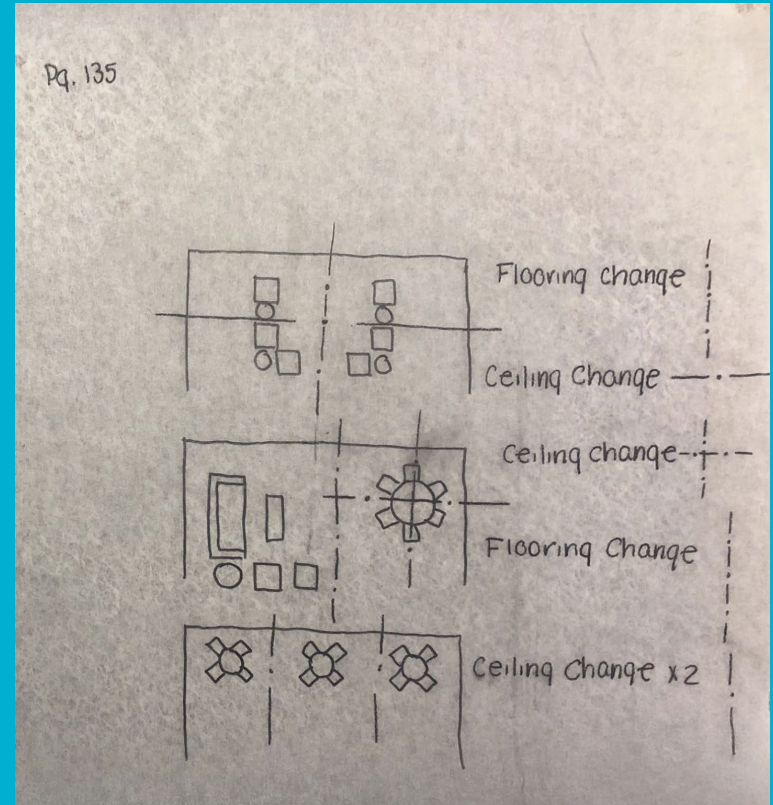 Pg. 135
Flooring change
Ceiling Change
Ceiling change
Flooring Change
Ceiling Change x2